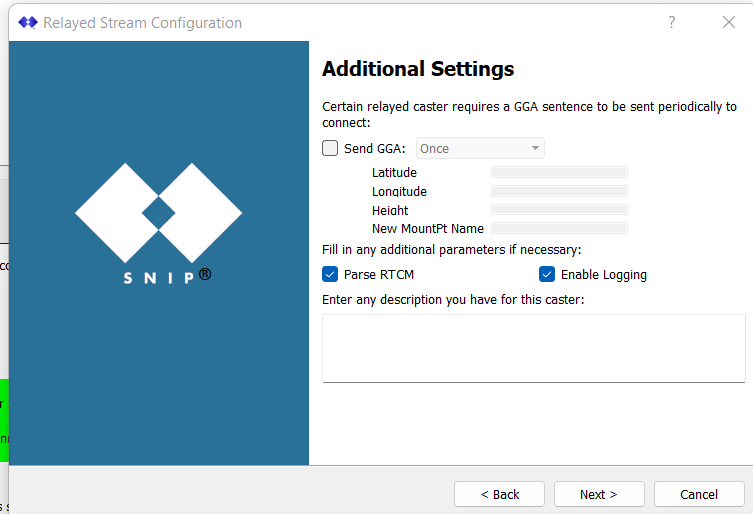 Relayed Stream Configuration
?
Additional Settings
Certain relayed caster requires a GGA sentence to be sent periodically to
connect:
Send GGA:
Once
Latitude
Longitude
Height
New MountPt Name
Fill in any additional parameters if necessary:
Parse RTCM
Enable Logging
Enter any description you have for this caster:
SNIP®
< Back
Next >
Cancel